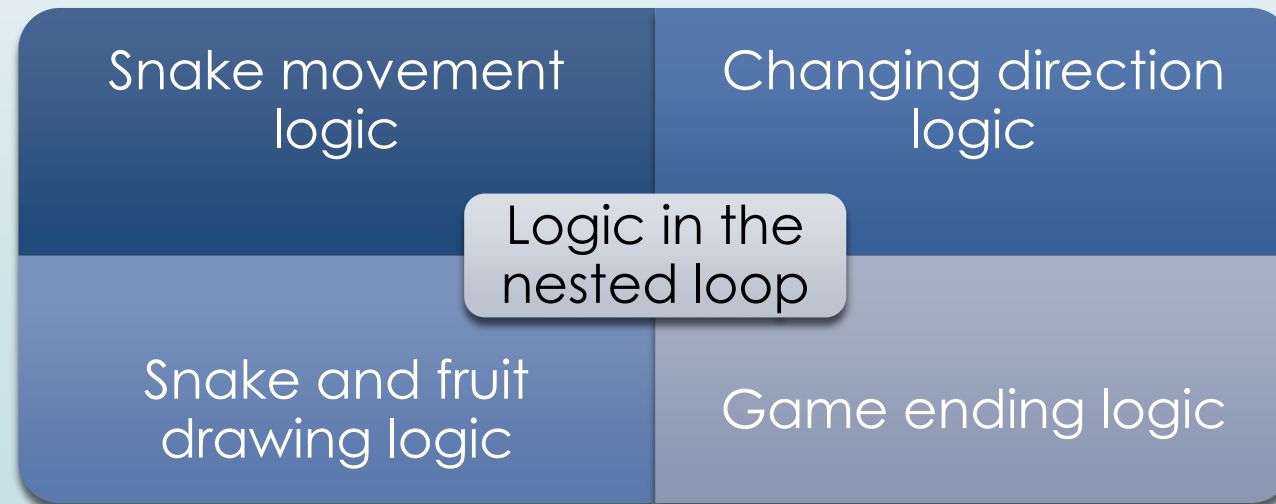 Snake movement
logic
Changing direction
logic
Logic in the
nested loop
Snake and fruit
drawing logic
Game ending logic